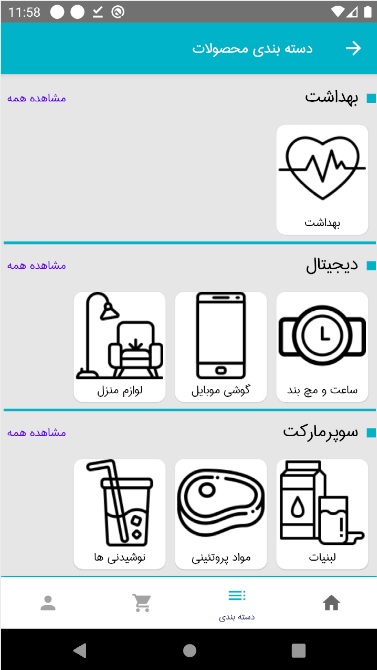 11:58
دسته بندی محصولات
بهداشت
مشاهده همه
بهداشت
دیجیتال
مشاهده همه
ساعت و مچ بند
گوشی موبایل
لوازم منزل
سوپرمارکت
مشاهده همه
لبنیات
مواد پروتئینی
نوشیدنی ها
دسته بندی